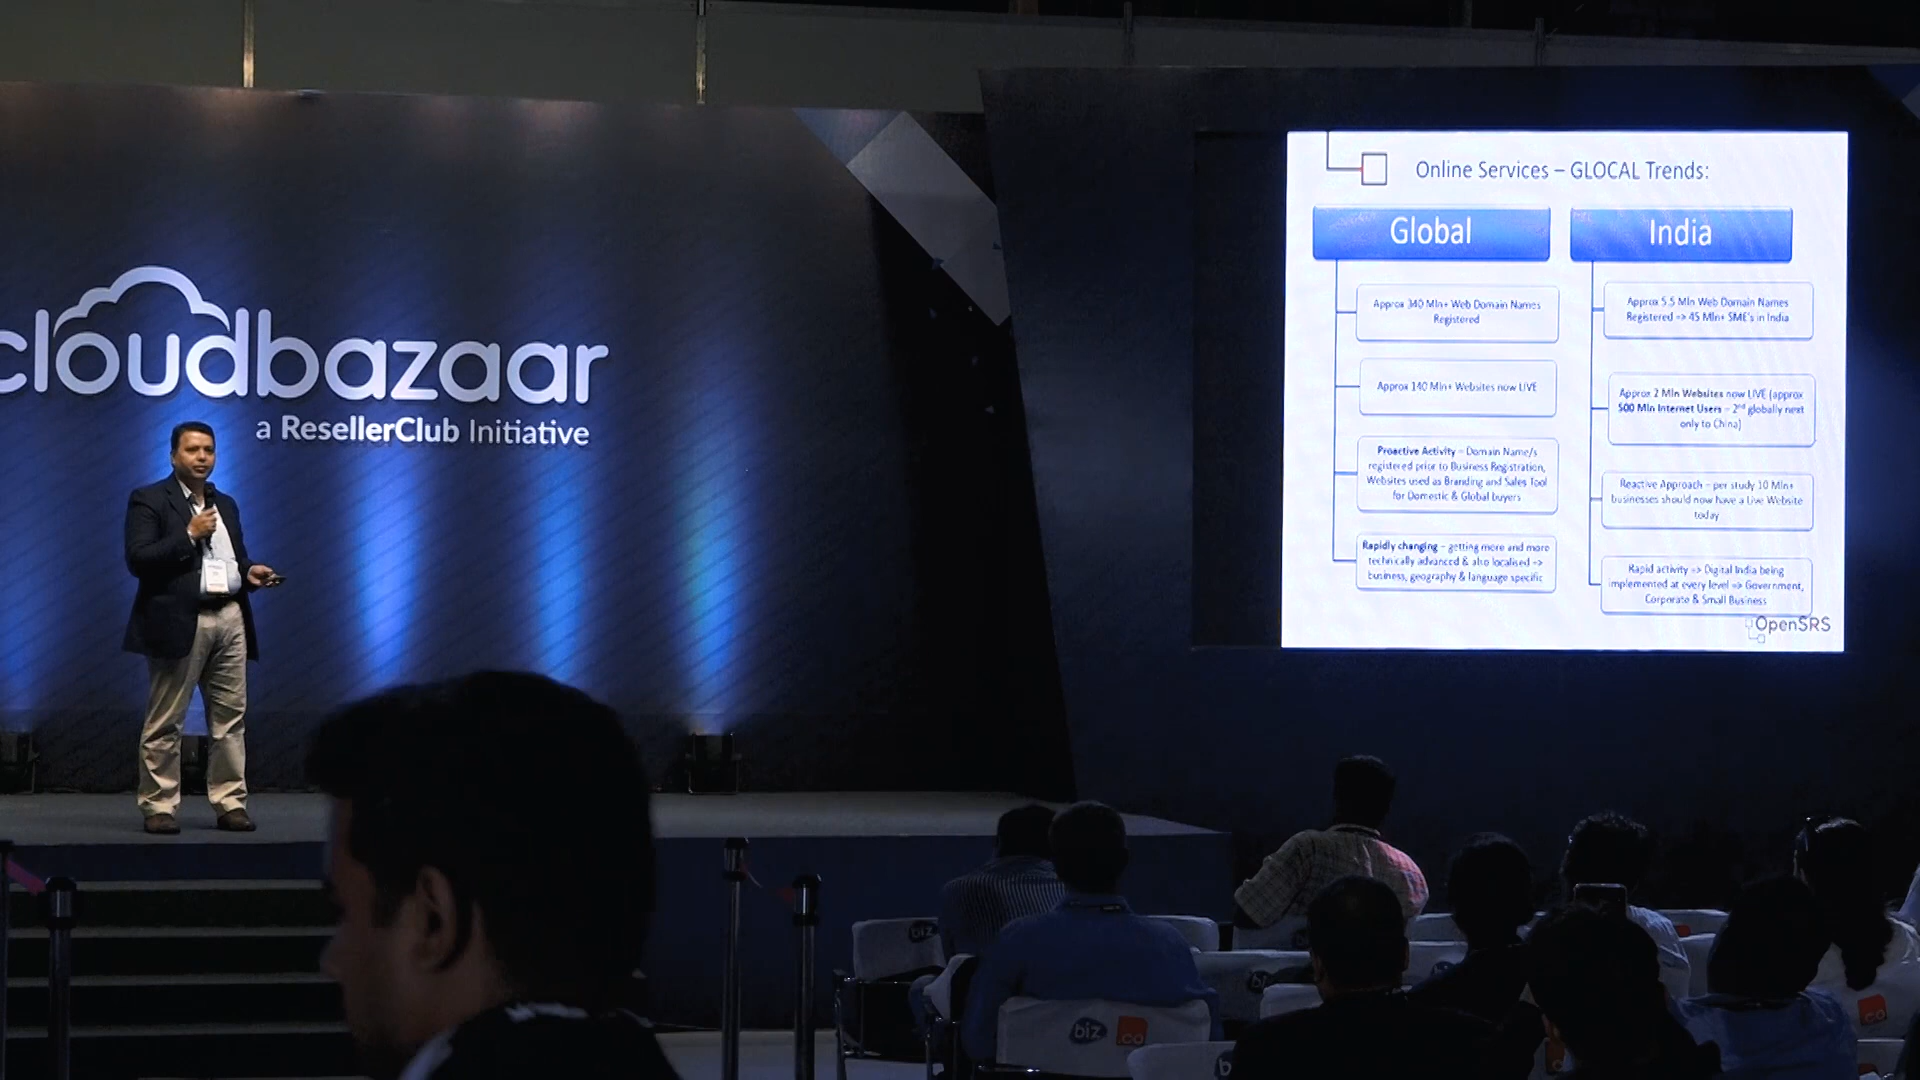 cloudbazaar
a ResellerClub Initiative
Online Services – GLOCAL Trends:
Global
Approx 340 Mln+ Web Domain Names
Registered
Approx 140 Mln+ Websites now LIVE
Proactive Activity – Domain Name/s
registered prior to Business Registration,
Websites used as Branding and Sales Tool
for Domestic & Global buyers
Rapidly changing – getting more and more
technically advanced & also localised =>
business, geography & language specific
India
Approx 5.5 Mln Web Domain Names
Registered => 45 Mln+ SME's in India
Approx 2 Mln Websites now LIVE (approx
500 Mln Internet Users – 2nd globally next
only to China)
Reactive Approach – per study 10 Mln+
businesses should now have a Live Website
today
Rapid activity => Digital India being
implemented at every level => Government,
Corporate & Small Business
OpenSRS
biz
biz
biz
.co
.co